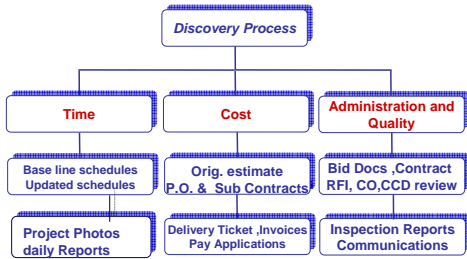 Discovery Process
Time
Cost
Administration and
Quality
Base line schedules
Updated schedules
Orig. estimate
P.O. & Sub Contracts
Bid Docs ,Contract
RFI, CO,CCD review
Project Photos
daily Reports
Delivery Ticket ,Invoices
Pay Applications
Inspection Reports
Communications